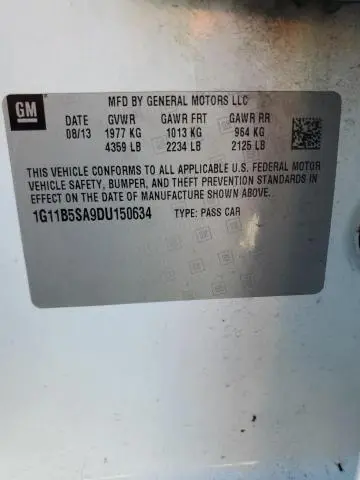 GM
MFD BY GENERAL MOTORS LLC
DATE GVWR GAWR FRT GAWR RR
08/13 1977 KG 1013 KG 964 KG
4359 LB 2234 LB 2125 LB
THIS VEHICLE CONFORMS TO ALL APPLICABLE U.S. FEDERAL MOTOR
VEHICLE SAFETY, BUMPER, AND THEFT PREVENTION STANDARDS IN
EFFECT ON THE DATE OF MANUFACTURE SHOWN ABOVE.
1G11B5SA9DU150634 TYPE: PASS CAR